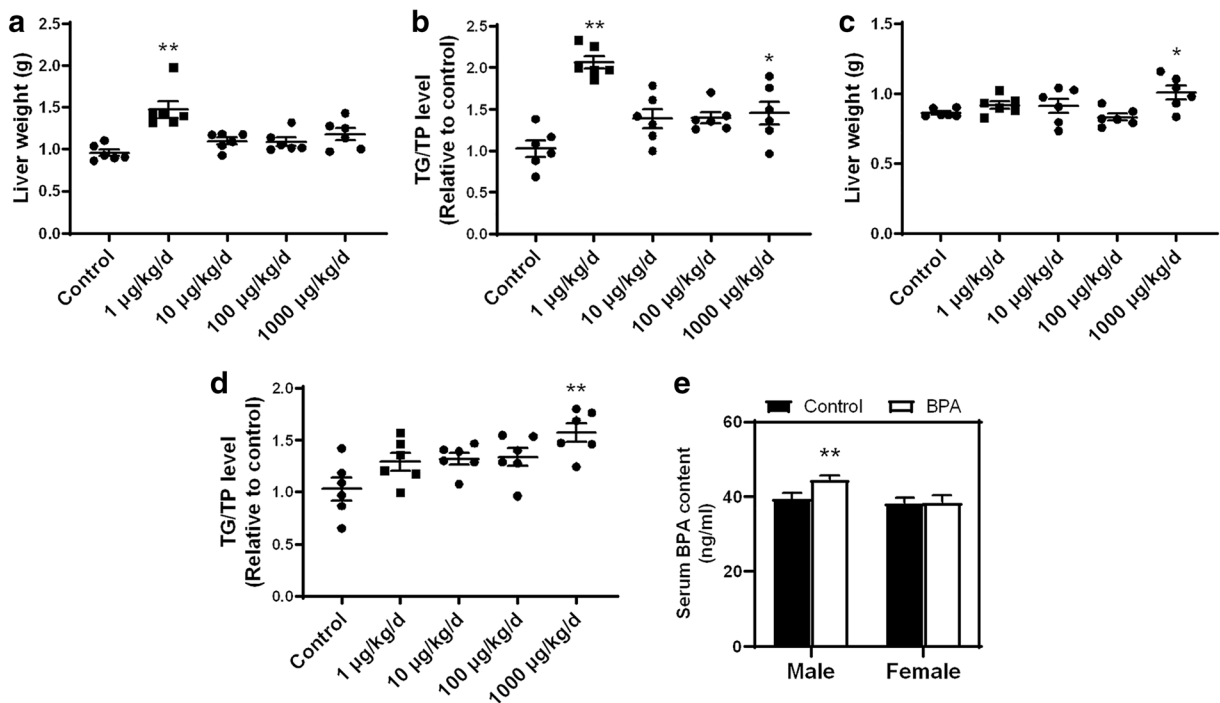 a
Liver weight (g)
2.5
2.0
1.5
1.0
0.5
0.0
**
Control
1 µg/kg/d
10 µg/kg/d
100 µg/kg/d
1000 µg/kg/d
b
TG/TP level
(Relative to control)
2.5
2.0
1.5
1.0
0.5
0.0
**
*
Control
1 µg/kg/d
10 µg/kg/d
100 µg/kg/d
1000 µg/kg/d
c
Liver weight (g)
1.5
1.0
0.5
0.0
*
Control
1 µg/kg/d
10 µg/kg/d
100 µg/kg/d
1000 µg/kg/d
d
TG/TP level
(Relative to control)
2.0
1.5
1.0
0.5
0.0
**
Control
1 µg/kg/d
10 µg/kg/d
100 µg/kg/d
1000 µg/kg/d
e
Control BPA
Serum BPA content
(ng/ml)
60
40
20
0
**
Male Female